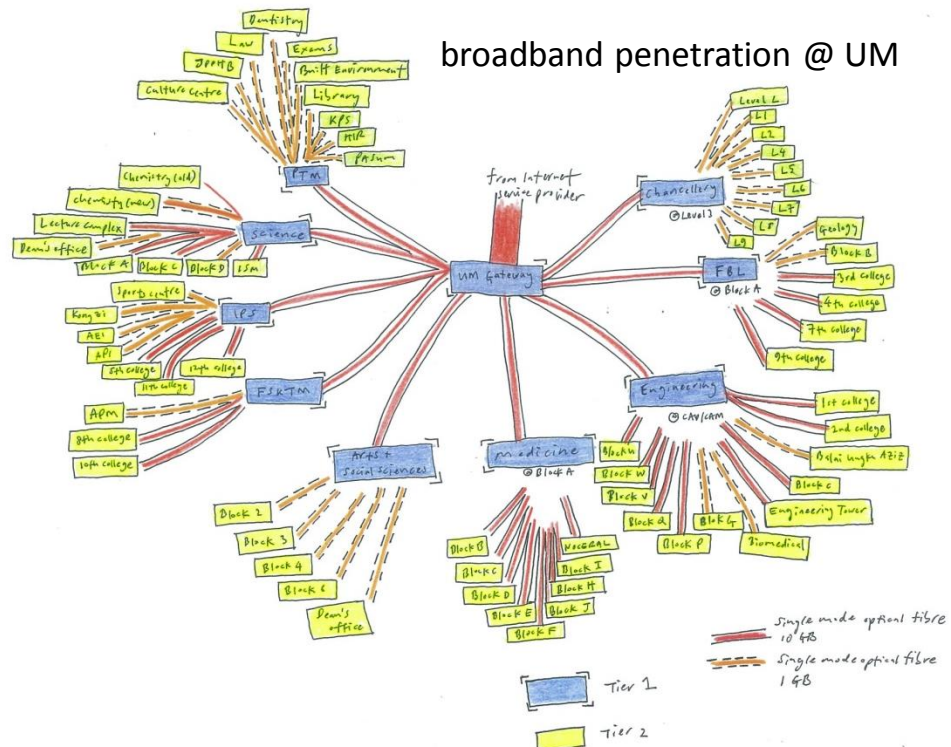 broadband penetration @ UM
Dentistry
Law
Exams
JPPHB
Built Environment
Culture Centre
Library
KPS
HIR
PASUM
PTM
from Internet
service provider
UM Gateway
Level L
L1
L2
L4
L5
L6
L7
L8
L9
Chancellery
@ Level 3
Chemistry (old)
chemistry (new)
Lecture complex
Dean's office
Block A
Block C
Block D
ISM
Science
Geology
Block B
3rd college
4th college
7th college
9th college
FBL
@ Block A
Sports centre
Kong Zi
AEI
API
5th college
11th college
12th college
IPS
APM
8th college
10th college
FSKTM
Engineering
@ CAV/CAM
1st college
2nd college
Balai Ungku AZIZ
Block C
Engineering Tower
Biomedical
Block G
Block P
Block Q
Block V
Block W
Block U
Arts +
Social Sciences
Block 2
Block 3
Block 4
Block 6
Dean's
office
medicine
@ Block A
Block B
Block C
Block D
Block E
Block F
Block J
Block H
Block I
NOCERAL
Single mode optical fibre
10 GB
Single mode optical fibre
1 GB
Tier 1
Tier 2